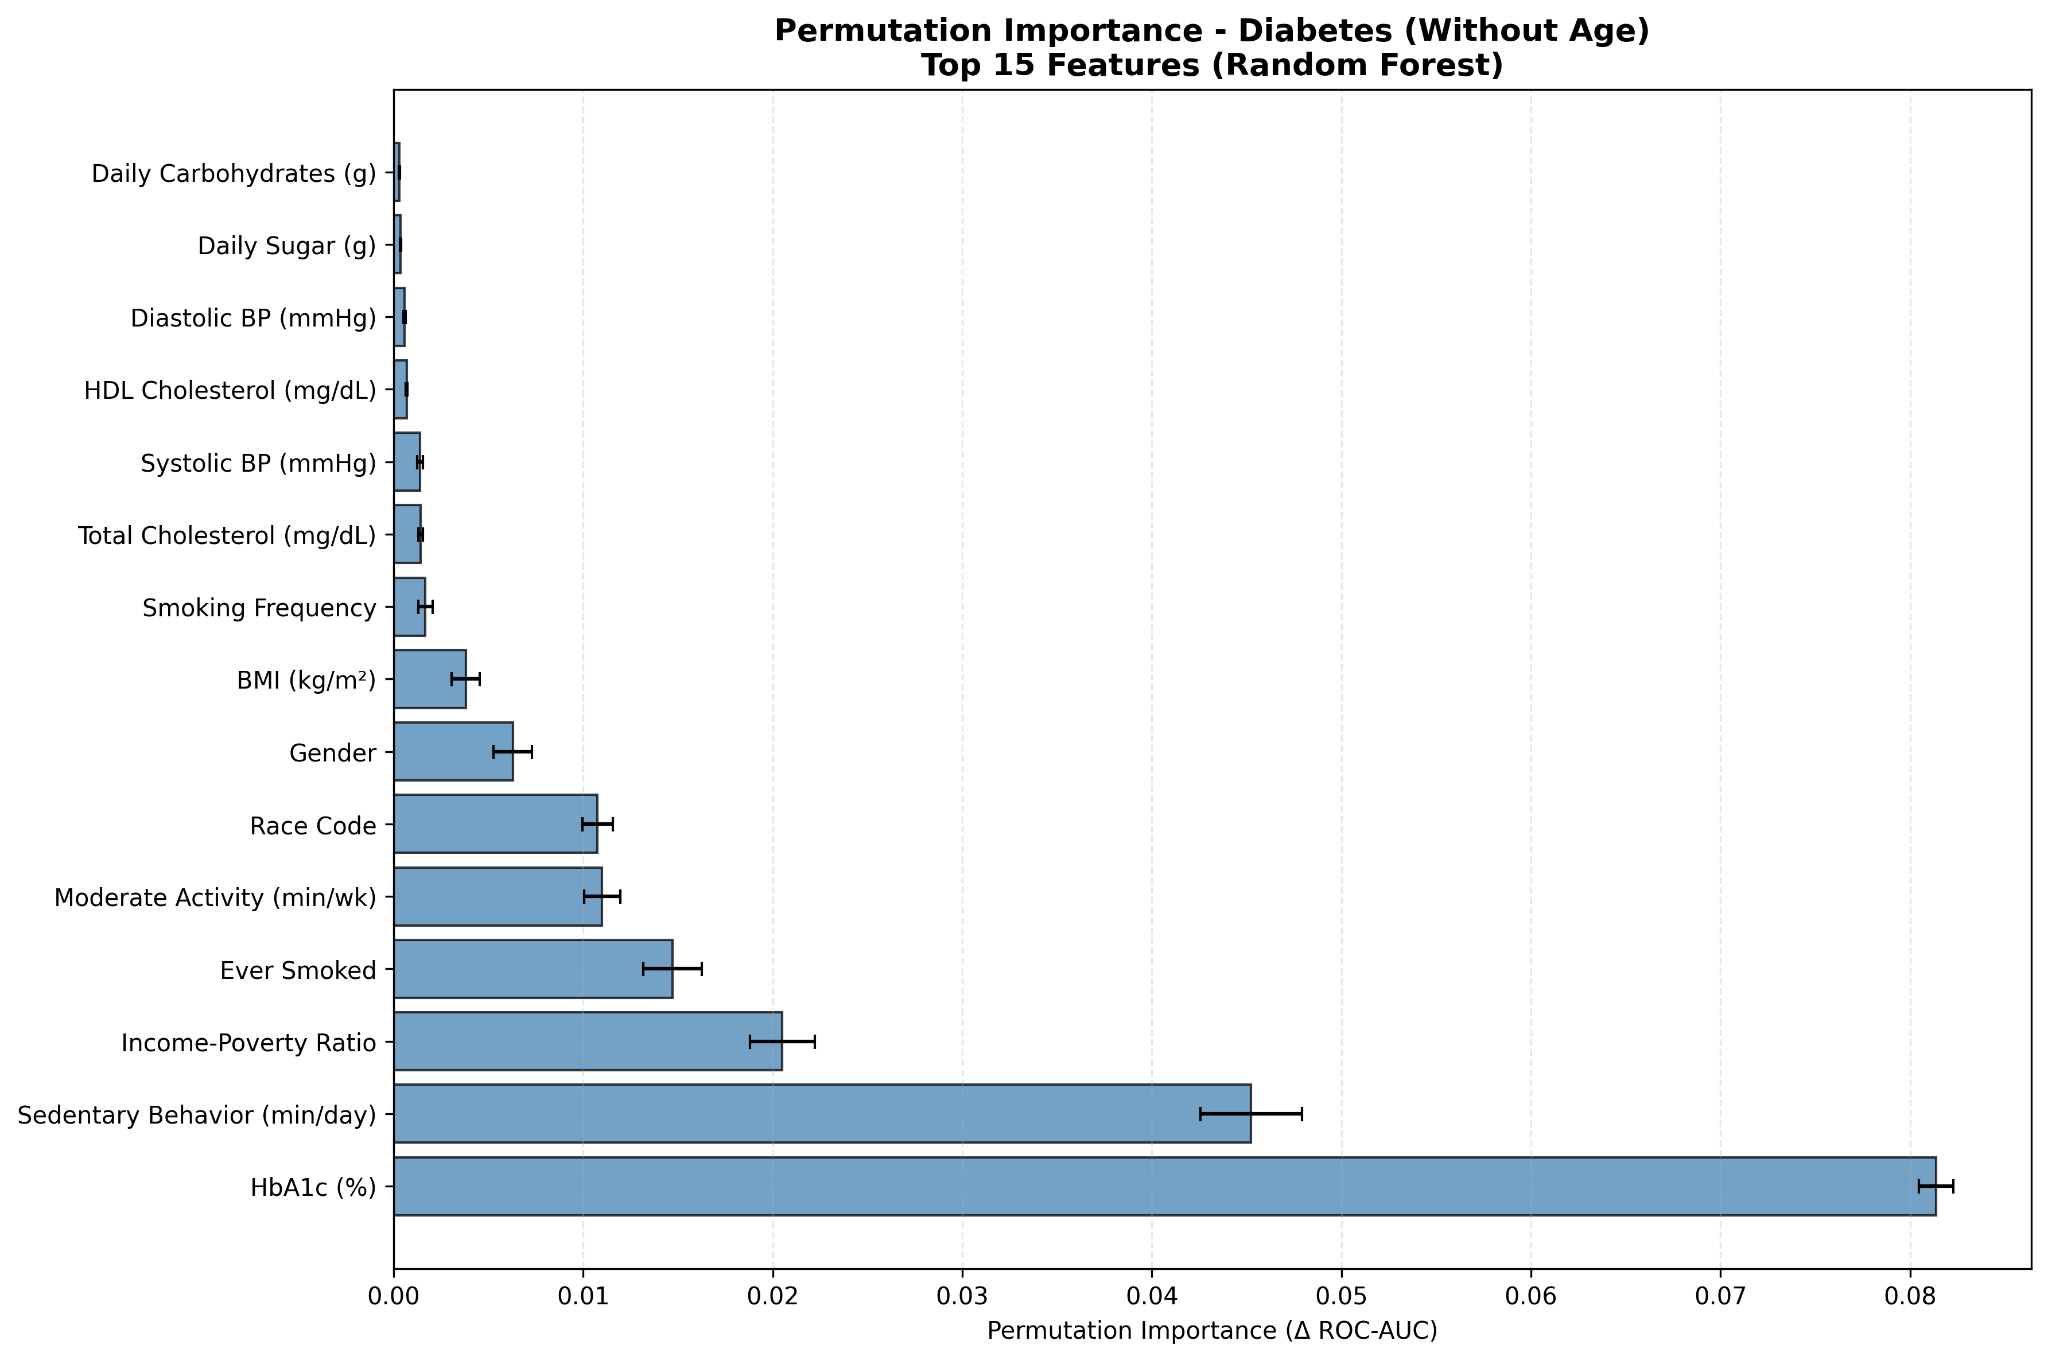 Permutation Importance - Diabetes (Without Age)
Top 15 Features (Random Forest)
Daily Carbohydrates (g)
Daily Sugar (g)
Diastolic BP (mmHg)
HDL Cholesterol (mg/dL)
Systolic BP (mmHg)
Total Cholesterol (mg/dL)
Smoking Frequency
BMI (kg/m²)
Gender
Race Code
Moderate Activity (min/wk)
Ever Smoked
Income-Poverty Ratio
Sedentary Behavior (min/day)
HbA1c (%)
0.00 0.01 0.02 0.03 0.04 0.05 0.06 0.07 0.08
Permutation Importance (Δ ROC-AUC)